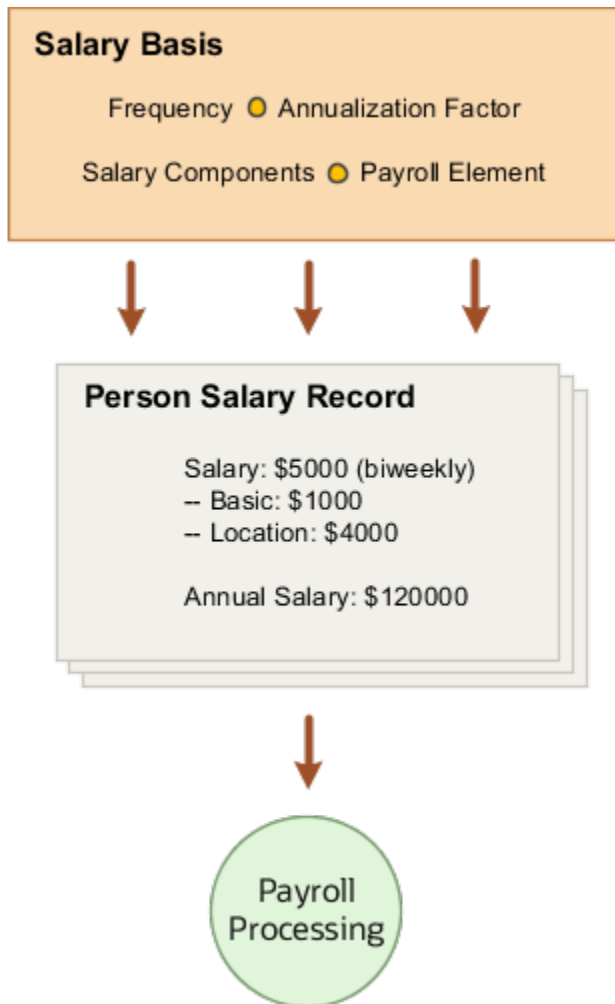 Salary Basis
Frequency Annualization Factor
Salary Components Payroll Element
Person Salary Record
Salary: $5000 (biweekly)
-- Basic: $1000
-- Location: $4000
Annual Salary: $120000
Payroll
Processing